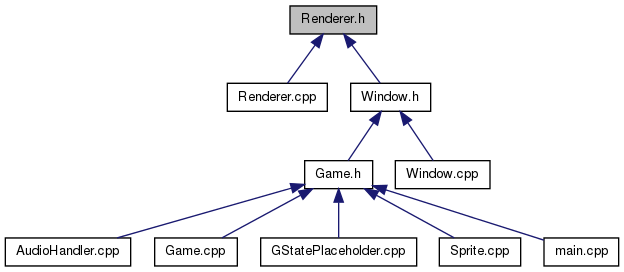 Renderer.h
Renderer.cpp
Window.h
Game.h
Window.cpp
AudioHandler.cpp
Game.cpp
GStatePlaceholder.cpp
Sprite.cpp
main.cpp